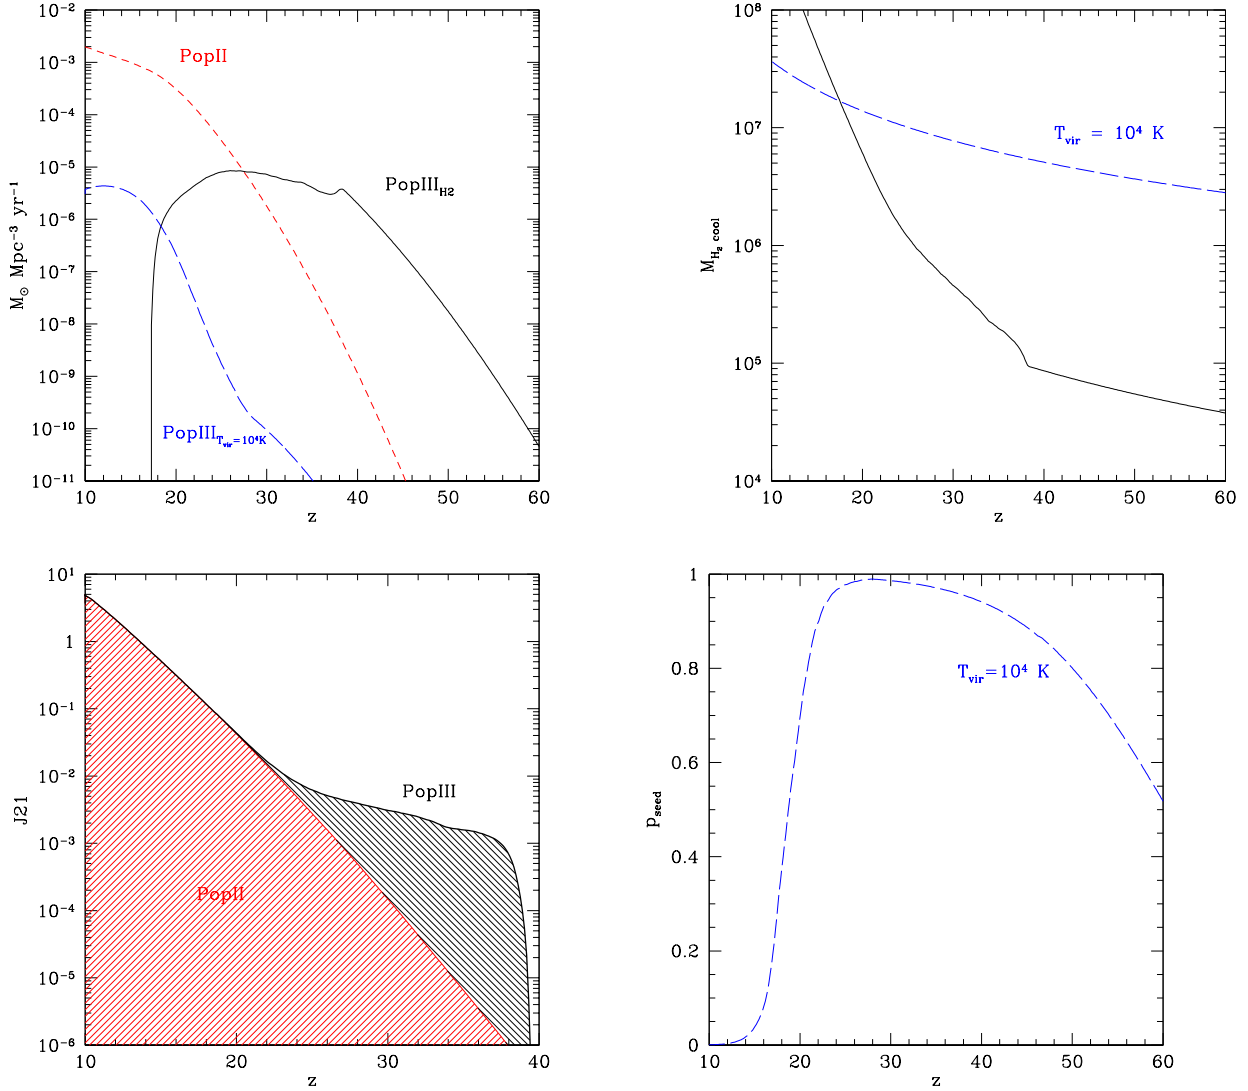 10⁻²
10⁻³
10⁻⁴
10⁻⁵
10⁻⁶
10⁻⁷
10⁻⁸
10⁻⁹
10⁻¹⁰
10⁻¹¹
M☉ Mpc⁻³ yr⁻¹
PopII
PopIII_H2
PopIII_Tvir=10⁴K
10 20 30 40 50 60
z
10⁸
10⁷
10⁶
10⁵
10⁴
M_H₂ cool
T_vir = 10⁴ K
10 20 30 40 50 60
z
10¹
1
10⁻¹
10⁻²
10⁻³
10⁻⁴
10⁻⁵
10⁻⁶
J21
PopIII
PopII
10 20 30 40
z
1
0.8
0.6
0.4
0.2
0
p_seed
T_vir=10⁴ K
10 20 30 40 50 60
z